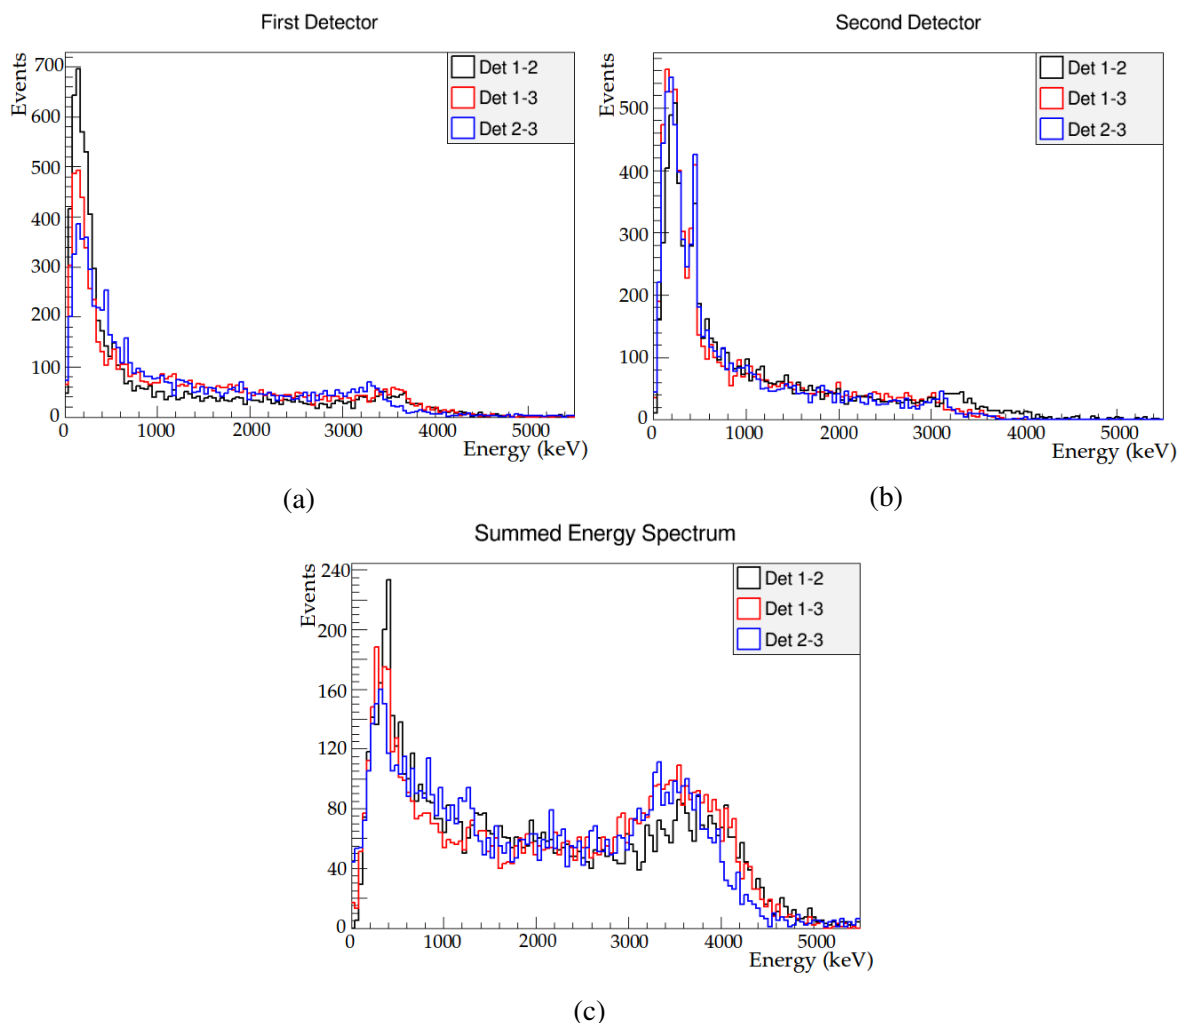 First Detector
Events
700
600
500
400
300
200
100
0
Det 1-2
Det 1-3
Det 2-3
0 1000 2000 3000 4000 5000
Energy (keV)
(a)
Second Detector
Events
500
400
300
200
100
0
Det 1-2
Det 1-3
Det 2-3
0 1000 2000 3000 4000 5000
Energy (keV)
(b)
Summed Energy Spectrum
Events
240
200
160
120
80
40
0
Det 1-2
Det 1-3
Det 2-3
0 1000 2000 3000 4000 5000
Energy (keV)
(c)